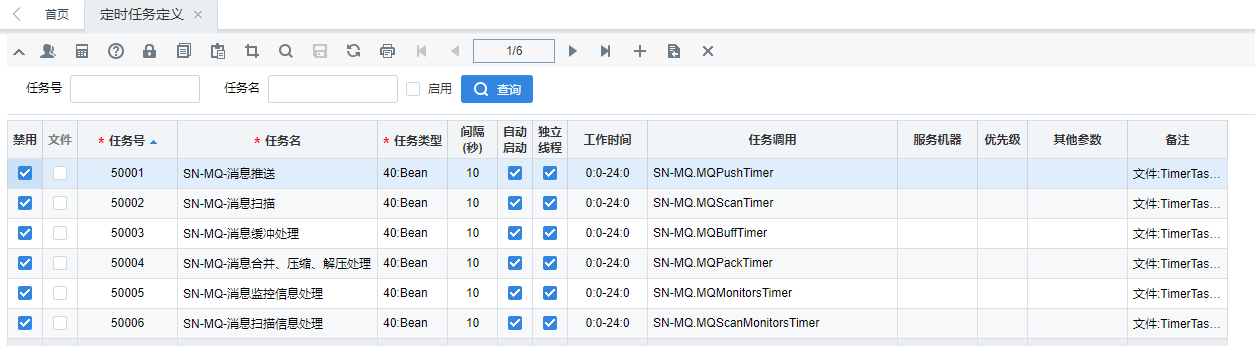 首页
定时任务定义
1/6
任务号
任务名
启用
查询
禁用 文件 * 任务号 * 任务名 * 任务类型 间隔(秒) 自动启动 独立线程 工作时间 任务调用 服务机器 优先级 其他参数 备注
50001 SN-MQ-消息推送 40:Bean 10 0:0-24:0 SN-MQ.MQPushTimer 文件:TimerTas...
50002 SN-MQ-消息扫描 40:Bean 10 0:0-24:0 SN-MQ.MQScanTimer 文件:TimerTas...
50003 SN-MQ-消息缓冲处理 40:Bean 10 0:0-24:0 SN-MQ.MQBuffTimer 文件:TimerTas...
50004 SN-MQ-消息合并、压缩、解压处理 40:Bean 10 0:0-24:0 SN-MQ.MQPackTimer 文件:TimerTas...
50005 SN-MQ-消息监控信息处理 40:Bean 10 0:0-24:0 SN-MQ.MQMonitorsTimer 文件:TimerTas...
50006 SN-MQ-消息扫描信息处理 40:Bean 10 0:0-24:0 SN-MQ.MQScanMonitorsTimer 文件:TimerTas...